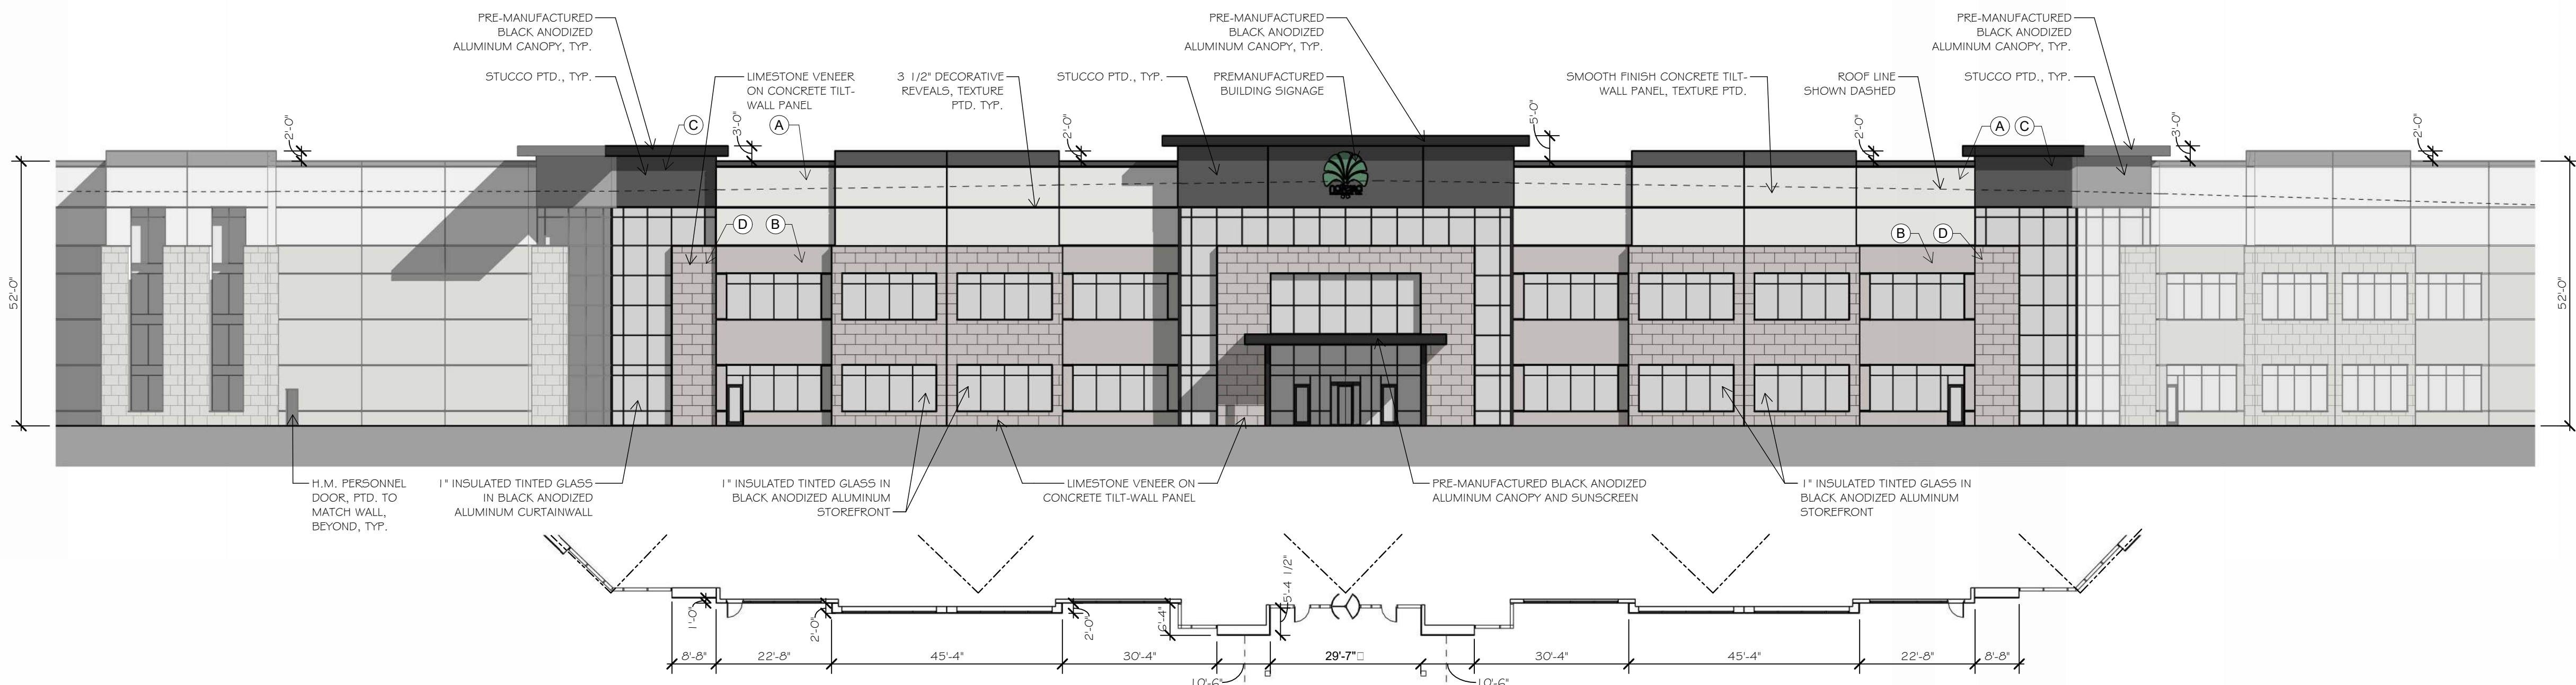 PRE-MANUFACTURED
BLACK ANODIZED
ALUMINUM CANOPY, TYP.
PRE-MANUFACTURED
BLACK ANODIZED
ALUMINUM CANOPY, TYP.
PRE-MANUFACTURED
BLACK ANODIZED
ALUMINUM CANOPY, TYP.
STUCCO PTD., TYP.
LIMESTONE VENEER
ON CONCRETE TILT-
WALL PANEL
3 1/2" DECORATIVE
REVEALS, TEXTURE
PTD. TYP.
STUCCO PTD., TYP.
PREMANUFACTURED
BUILDING SIGNAGE
SMOOTH FINISH CONCRETE TILT-
WALL PANEL, TEXTURE PTD.
ROOF LINE
SHOWN DASHED
STUCCO PTD., TYP.
2'-0"
C
3'-0"
A
2'-0"
5'-0"
2'-0"
A
C
3'-0"
2'-0"
52'-0"
D
B
B
D
52'-0"
H.M. PERSONNEL
DOOR, PTD. TO
MATCH WALL,
BEYOND, TYP.
1" INSULATED TINTED GLASS
IN BLACK ANODIZED
ALUMINUM CURTAINWALL
1" INSULATED TINTED GLASS IN
BLACK ANODIZED ALUMINUM
STOREFRONT
LIMESTONE VENEER ON
CONCRETE TILT-WALL PANEL
PRE-MANUFACTURED BLACK ANODIZED
ALUMINUM CANOPY AND SUNSCREEN
1" INSULATED TINTED GLASS IN
BLACK ANODIZED ALUMINUM
STOREFRONT
1'-0"
2'-0"
2'-0"
6'-4"
5'-4 1/2"
8'-8"
22'-8"
45'-4"
30'-4"
29'-7"
30'-4"
45'-4"
22'-8"
8'-8"
10'-6"
10'-6"